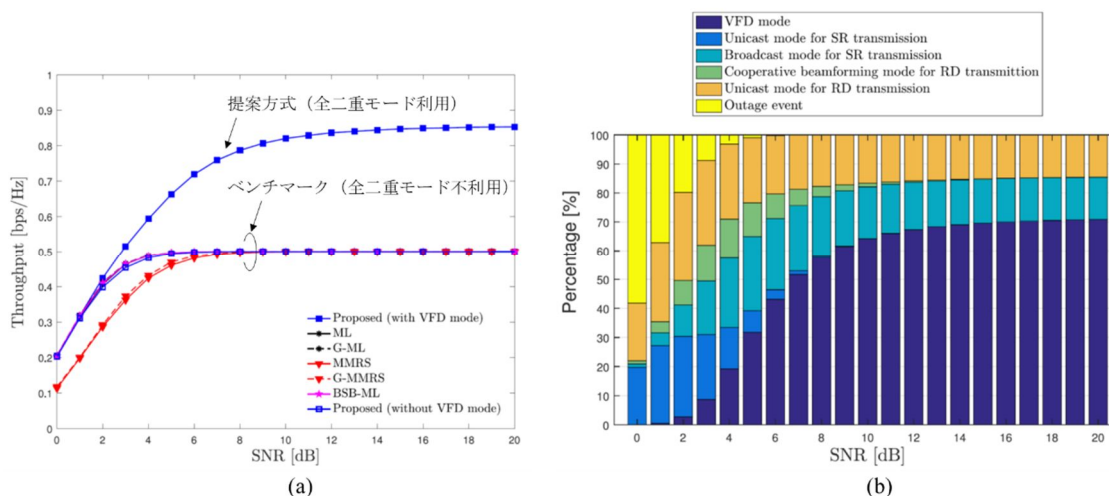 提案方式（全二重モード利用）
ベンチマーク（全二重モード不利用）
Throughput [bps/Hz]
1
0.9
0.8
0.7
0.6
0.5
0.4
0.3
0.2
0.1
0
Proposed (with VFD mode)
ML
G-ML
MMRS
G-MMRS
BSB-ML
Proposed (without VFD mode)
0 2 4 6 8 10 12 14 16 18 20
SNR [dB]
(a)
VFD mode
Unicast mode for SR transmission
Broadcast mode for SR transmission
Cooperative beamforming mode for RD transmittion
Unicast mode for RD transmission
Outage event
Percentage [%]
100
90
80
70
60
50
40
30
20
10
0
0 2 4 6 8 10 12 14 16 18 20
SNR [dB]
(b)